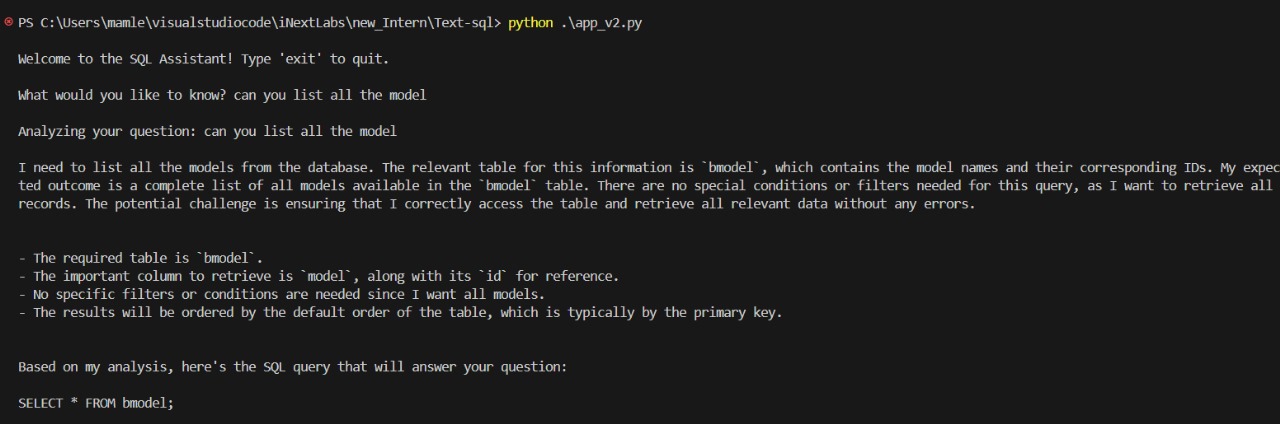 PS C:\Users\mamle\visualstudiocode\iNextLabs\new_Intern\Text-sql> python .\app_v2.py
Welcome to the SQL Assistant! Type 'exit' to quit.
What would you like to know? can you list all the model
Analyzing your question: can you list all the model
I need to list all the models from the database. The relevant table for this information is `bmodel`, which contains the model names and their corresponding IDs. My expec
ted outcome is a complete list of all models available in the `bmodel` table. There are no special conditions or filters needed for this query, as I want to retrieve all
records. The potential challenge is ensuring that I correctly access the table and retrieve all relevant data without any errors.
- The required table is `bmodel`.
- The important column to retrieve is `model`, along with its `id` for reference.
- No specific filters or conditions are needed since I want all models.
- The results will be ordered by the default order of the table, which is typically by the primary key.
Based on my analysis, here's the SQL query that will answer your question:
SELECT * FROM bmodel;